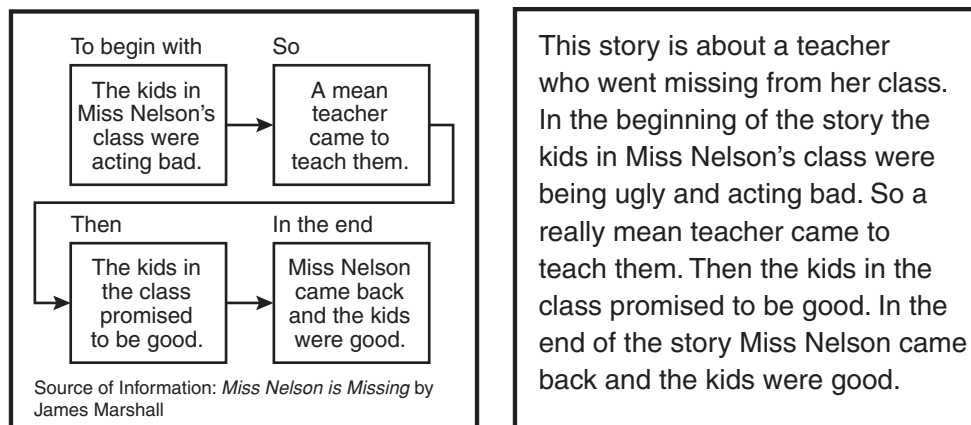 To begin with
The kids in
Miss Nelson’s
class were
acting bad.
So
A mean
teacher
came to
teach them.
Then
The kids in
the class
promised
to be good.
In the end
Miss Nelson
came back
and the kids
were good.
Source of Information: Miss Nelson is Missing by
James Marshall
This story is about a teacher
who went missing from her class.
In the beginning of the story the
kids in Miss Nelson’s class were
being ugly and acting bad. So a
really mean teacher came to
teach them. Then the kids in the
class promised to be good. In the
end of the story Miss Nelson came
back and the kids were good.